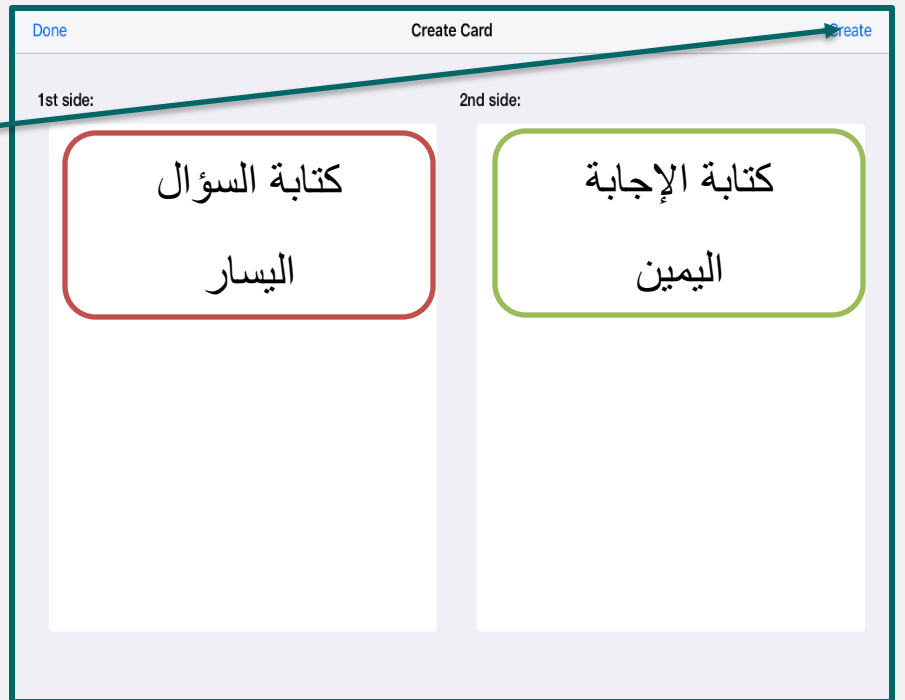 Done
Create Card
Create
1st side:
2nd side:
كتابة السؤال
اليسار
كتابة الإجابة
اليمين